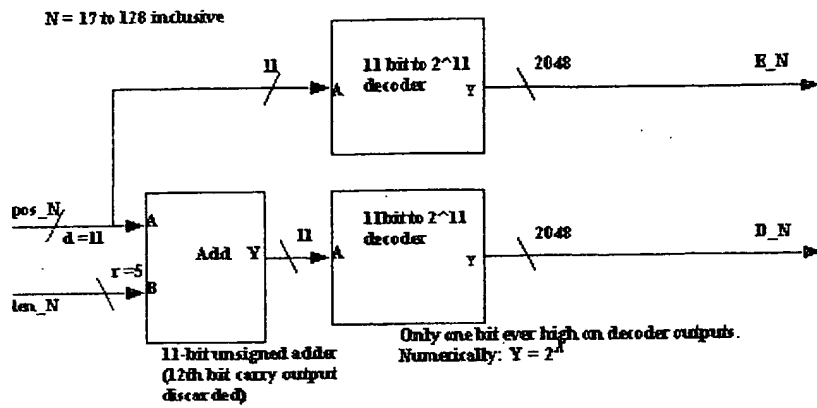 N = 17 to 128 inclusive
11
11 bit to 2^11
decoder
A
Y
2048
E_N
pos_N
d=11
A
Add
Y
r=5
B
len_N
11
11bit to 2^11
decoder
A
Y
2048
D_N
11-bit unsigned adder
(12th bit carry output
discarded)
Only one bit ever high on decoder outputs.
Numerically: Y = 2^A